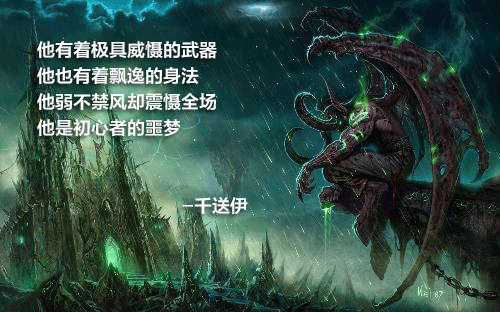 他有着极具威慑的武器
他也有着飘逸的身法
他弱不禁风却震慑全场
他是初心者的噩梦
—千送伊